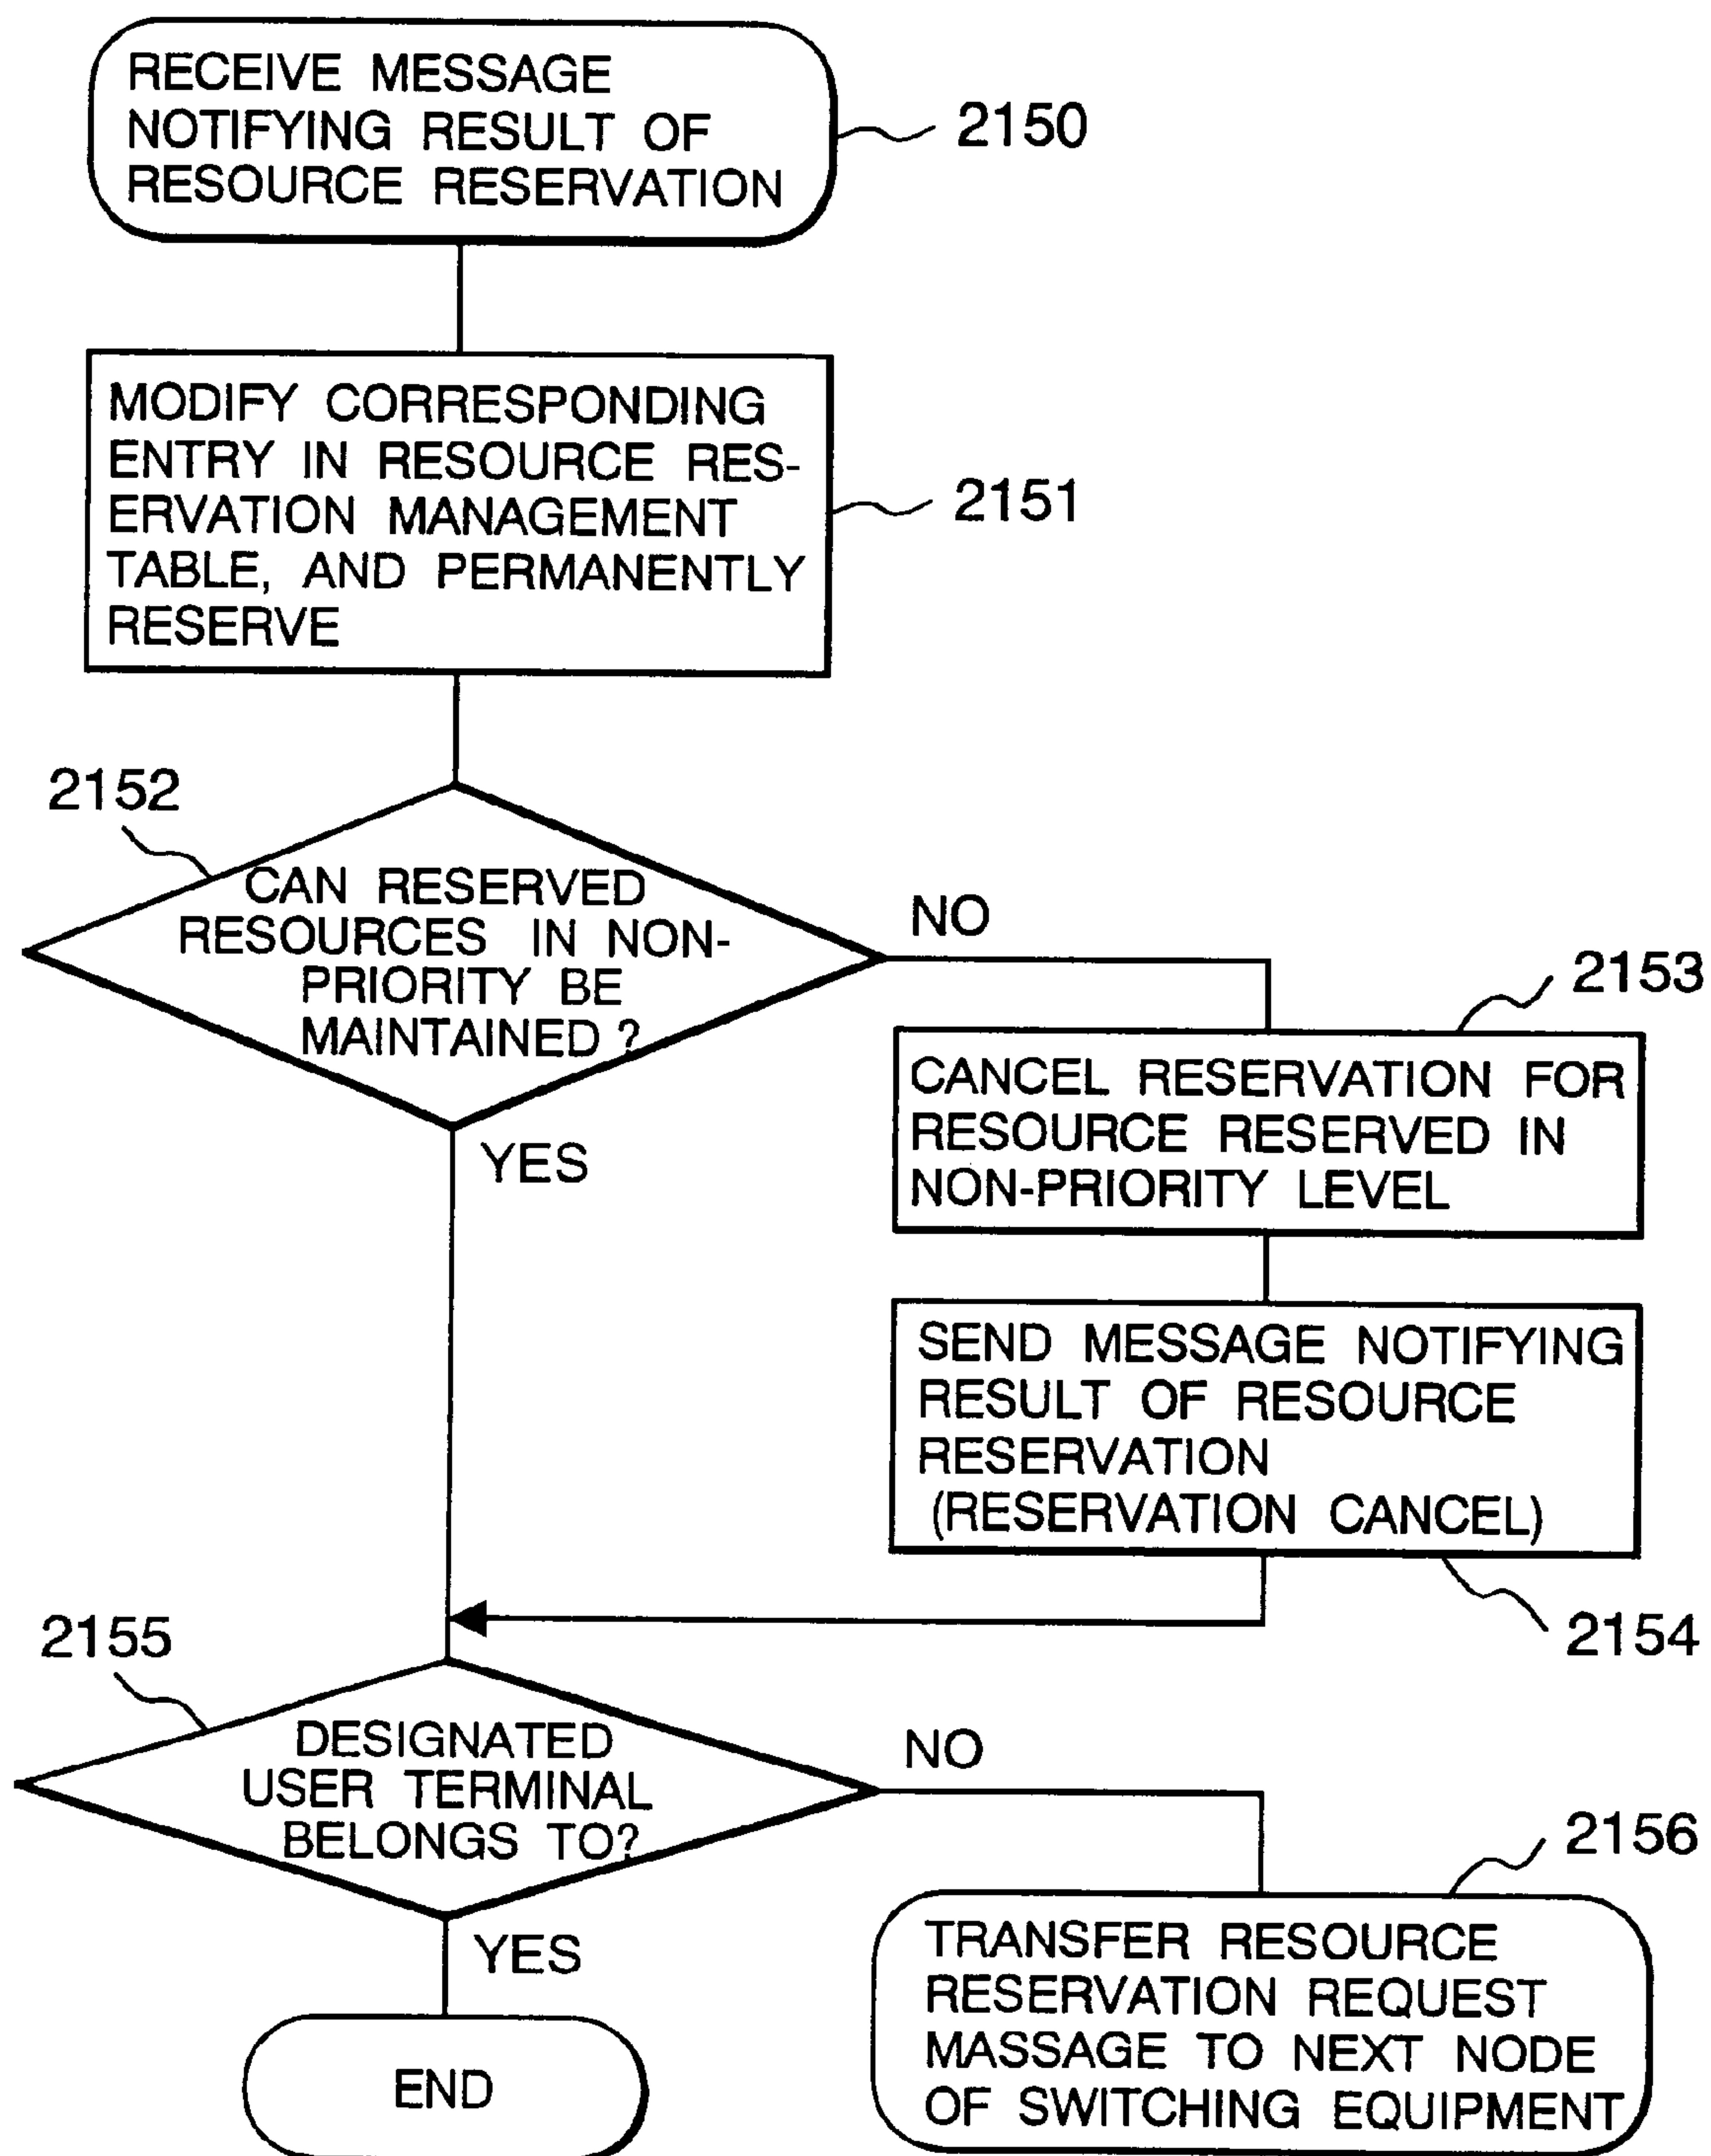 RECEIVE MESSAGE
NOTIFYING RESULT OF
RESOURCE RESERVATION
2150
MODIFY CORRESPONDING
ENTRY IN RESOURCE RES-
ERVATION MANAGEMENT
TABLE, AND PERMANENTLY
RESERVE
2151
2152
CAN RESERVED
RESOURCES IN NON-
PRIORITY BE
MAINTAINED ?
NO
YES
2153
CANCEL RESERVATION FOR
RESOURCE RESERVED IN
NON-PRIORITY LEVEL
SEND MESSAGE NOTIFYING
RESULT OF RESOURCE
RESERVATION
(RESERVATION CANCEL)
2154
2155
DESIGNATED
USER TERMINAL
BELONGS TO?
NO
YES
END
2156
TRANSFER RESOURCE
RESERVATION REQUEST
MASSAGE TO NEXT NODE
OF SWITCHING EQUIPMENT